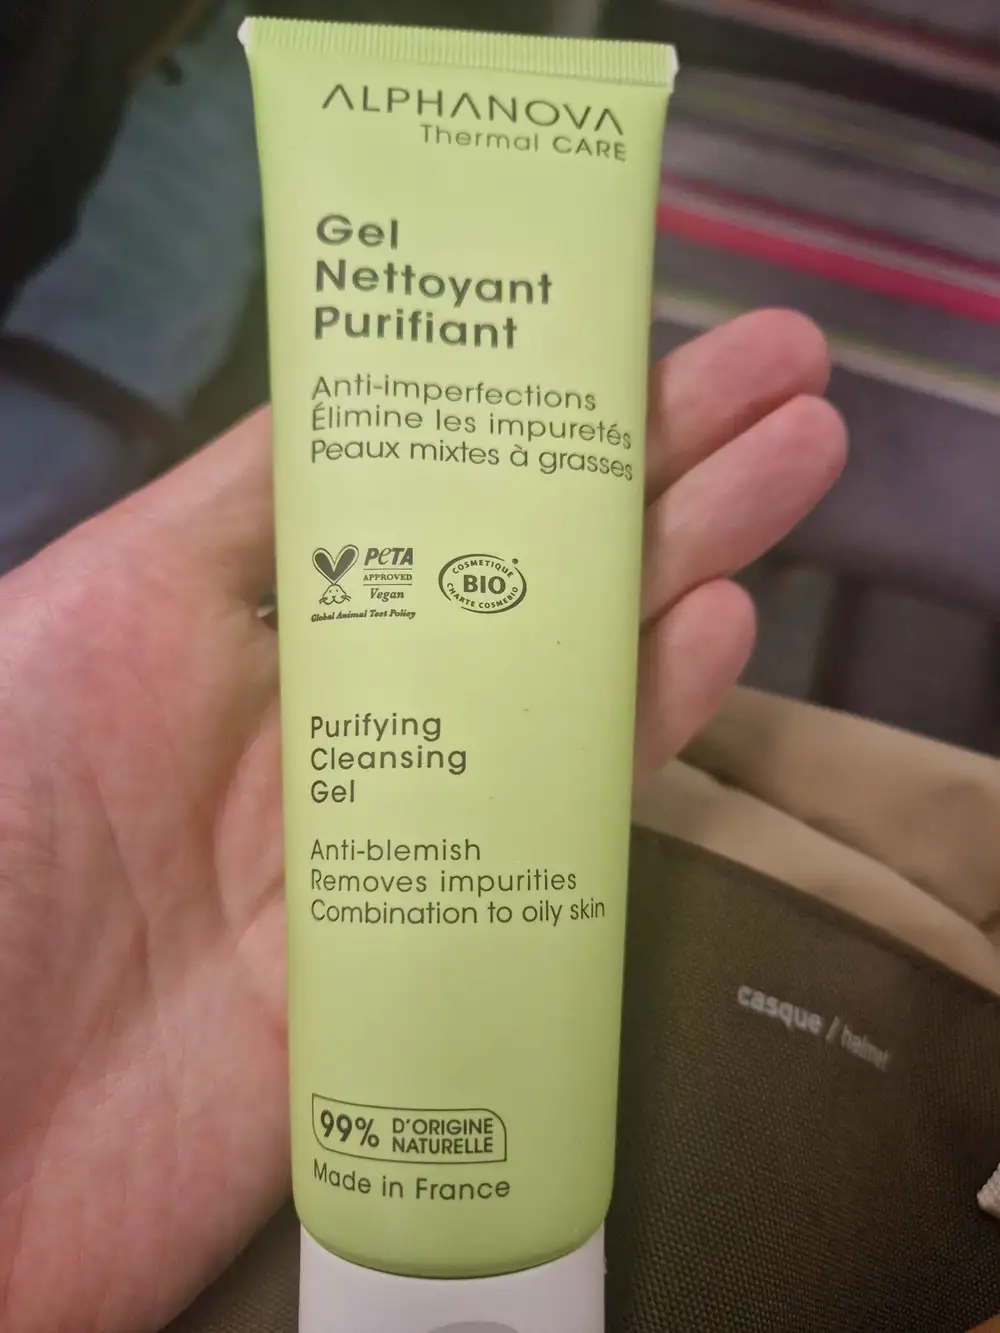 ALPHANOVA
Thermal CARE
Gel
Nettoyant
Purifiant
Anti-imperfections
Élimine les impuretés
Peaux mixtes à grasses
PeTA
APPROVED
Vegan
Global Animal Test Policy
COSMETIQUE
BIO
CHARTE COSMEBIO
Purifying
Cleansing
Gel
Anti-blemish
Removes impurities
Combination to oily skin
99% D'ORIGINE
NATURELLE
Made in France
casque / helmet